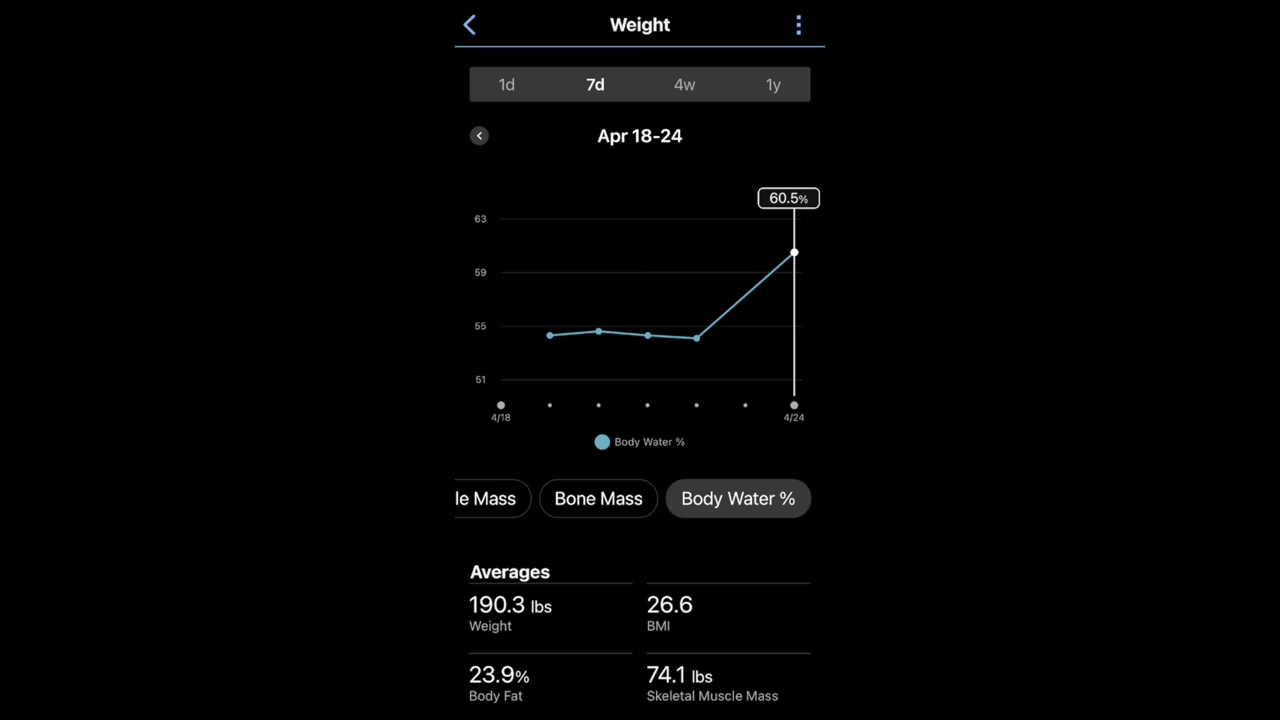 Weight
1d 7d 4w 1y
Apr 18-24
60.5%
63
59
55
51
4/18 4/24
Body Water %
le Mass Bone Mass Body Water %
Averages
190.3 lbs 26.6
Weight BMI
23.9% 74.1 lbs
Body Fat Skeletal Muscle Mass